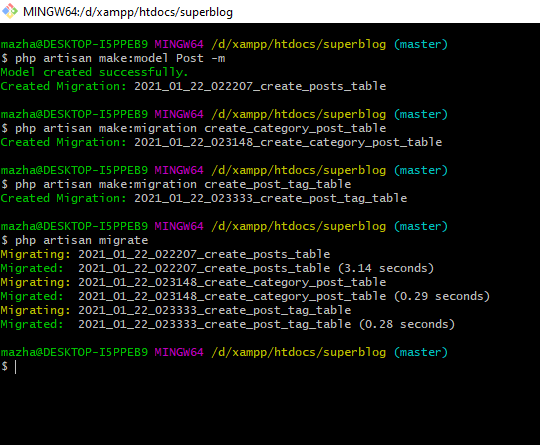 MINGW64:/d/xampp/htdocs/superblog
mazha@DESKTOP-I5PPEB9 MINGW64 /d/xampp/htdocs/superblog (master)
$ php artisan make:model Post -m
Model created successfully.
Created Migration: 2021_01_22_022207_create_posts_table
mazha@DESKTOP-I5PPEB9 MINGW64 /d/xampp/htdocs/superblog (master)
$ php artisan make:migration create_category_post_table
Created Migration: 2021_01_22_023148_create_category_post_table
mazha@DESKTOP-I5PPEB9 MINGW64 /d/xampp/htdocs/superblog (master)
$ php artisan make:migration create_post_tag_table
Created Migration: 2021_01_22_023333_create_post_tag_table
mazha@DESKTOP-I5PPEB9 MINGW64 /d/xampp/htdocs/superblog (master)
$ php artisan migrate
Migrating: 2021_01_22_022207_create_posts_table
Migrated:  2021_01_22_022207_create_posts_table (3.14 seconds)
Migrating: 2021_01_22_023148_create_category_post_table
Migrated:  2021_01_22_023148_create_category_post_table (0.29 seconds)
Migrating: 2021_01_22_023333_create_post_tag_table
Migrated:  2021_01_22_023333_create_post_tag_table (0.28 seconds)
mazha@DESKTOP-I5PPEB9 MINGW64 /d/xampp/htdocs/superblog (master)
$